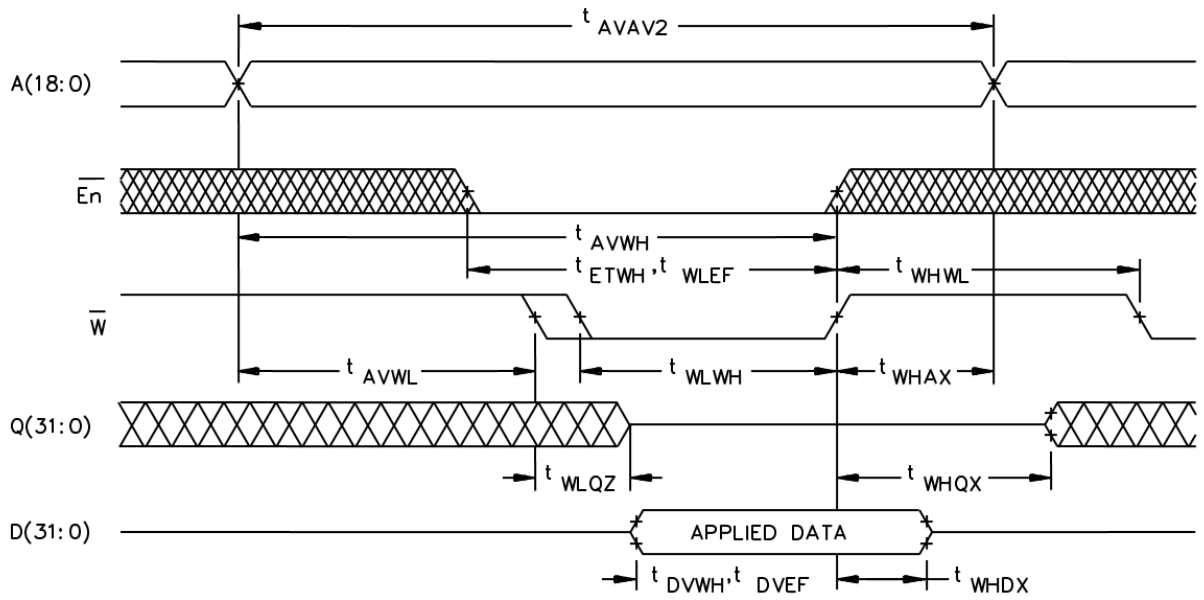 t AVAV2
A(18:0)
En
t AVWH
t ETWH, t WLEF
t WHWL
W
t AVWL
t WLWH
t WHAX
Q(31:0)
t WLQZ
t WHQX
D(31:0)
APPLIED DATA
t DVWH, t DVEF
t WHDX